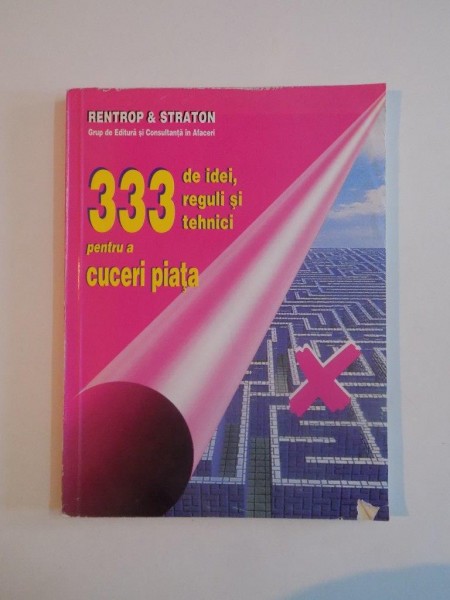 RENTROP & STRATON
Grup de Editură și Consultanță în Afaceri
333 de idei,
reguli și
tehnici
pentru a
cuceri piața